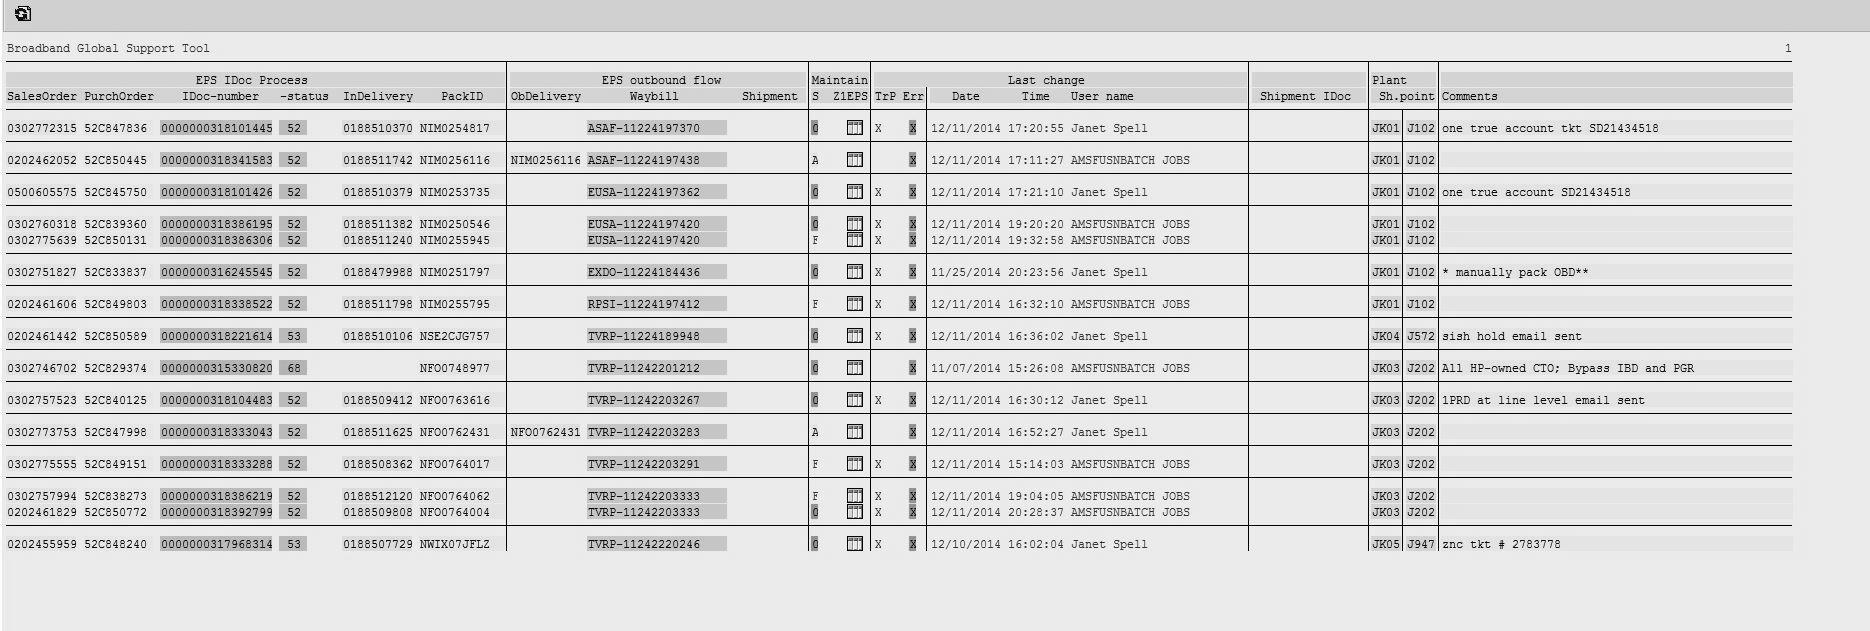 Broadband Global Support Tool 1
EPS IDoc Process EPS outbound flow Maintain Last change Plant
SalesOrder PurchOrder IDoc-number -status InDelivery PackID ObDelivery Waybill Shipment S Z1EPS TrP Err Date Time User name Shipment IDoc Sh.point Comments
0302772315 52C847836 0000000318101445 52 0188510370 NIM0254817 ASAF-11224197370 0 X X 12/11/2014 17:20:55 Janet Spell JK01 J102 one true account tkt SD21434518
0202462052 52C850445 0000000318341583 52 0188511742 NIM0256116 NIM0256116 ASAF-11224197438 A X 12/11/2014 17:11:27 AMSFUSNBATCH JOBS JK01 J102
0500605575 52C845750 0000000318101426 52 0188510379 NIM0253735 EUSA-11224197362 0 X X 12/11/2014 17:21:10 Janet Spell JK01 J102 one true account SD21434518
0302760318 52C839360 0000000318386195 52 0188511382 NIM0250546 EUSA-11224197420 0 X X 12/11/2014 19:20:20 AMSFUSNBATCH JOBS JK01 J102
0302775639 52C850131 0000000318386306 52 0188511240 NIM0255945 EUSA-11224197420 F X X 12/11/2014 19:32:58 AMSFUSNBATCH JOBS JK01 J102
0302751827 52C833837 0000000316245545 52 0188479988 NIM0251797 EXDO-11224184436 0 X X 11/25/2014 20:23:56 Janet Spell JK01 J102 * manually pack OBD**
0202461606 52C849803 0000000318338522 52 0188511798 NIM0255795 RPSI-11224197412 F X X 12/11/2014 16:32:10 AMSFUSNBATCH JOBS JK01 J102
0202461442 52C850589 0000000318221614 53 0188510106 NSE2CJG757 TVRP-11224189948 0 X X 12/11/2014 16:36:02 Janet Spell JK04 J572 sish hold email sent
0302746702 52C829374 0000000315330820 68 NFO0748977 TVRP-11242201212 0 X 11/07/2014 15:26:08 Janet Spell JK03 J202 All HP-owned CTO; Bypass IBD and PGR
0302757523 52C840125 0000000318104483 52 0188509412 NFO0763616 TVRP-11242203267 0 X X 12/11/2014 16:30:12 Janet Spell JK03 J202 1PRD at line level email sent
0302773753 52C847998 0000000318333043 52 0188511625 NFO0762431 NFO0762431 TVRP-11242203283 A X 12/11/2014 16:52:27 Janet Spell JK03 J202
0302775555 52C849151 0000000318333288 52 0188508362 NFO0764017 TVRP-11242203291 F X X 12/11/2014 15:14:03 AMSFUSNBATCH JOBS JK03 J202
0302757994 52C838273 0000000318386219 52 0188512120 NFO0764062 TVRP-11242203333 F X X 12/11/2014 19:04:05 AMSFUSNBATCH JOBS JK03 J202
0202461829 52C850772 0000000318392799 52 0188509808 NFO0764004 TVRP-11242203333 0 X X 12/11/2014 20:28:37 AMSFUSNBATCH JOBS JK03 J202
0202455959 52C848240 0000000317968314 53 0188507729 NWIX07JFLZ TVRP-11242220246 0 X X 12/10/2014 16:02:04 Janet Spell JK05 J947 znc tkt # 2783778